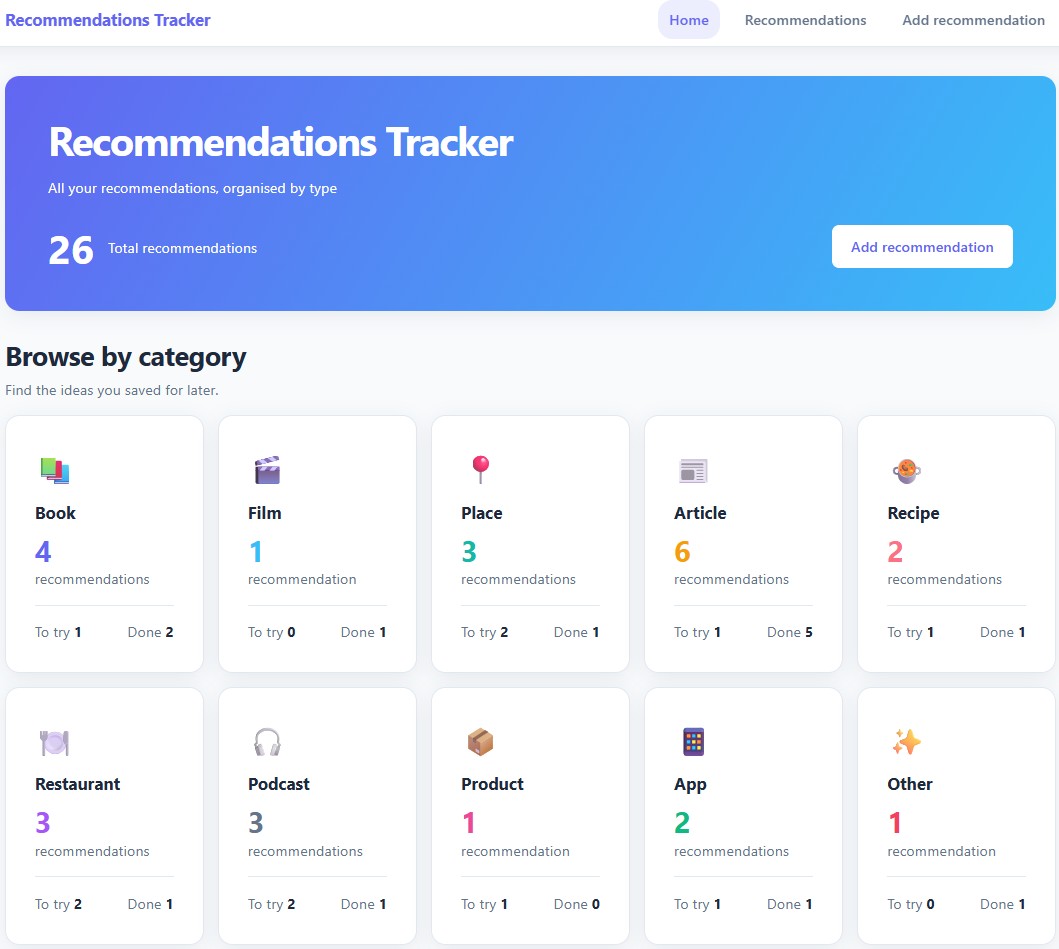 Recommendations Tracker
Home Recommendations Add recommendation
Recommendations Tracker
All your recommendations, organised by type
26 Total recommendations
Add recommendation
Browse by category
Find the ideas you saved for later.
Book
4
recommendations
To try 1 Done 2
Film
1
recommendation
To try 0 Done 1
Place
3
recommendations
To try 2 Done 1
Article
6
recommendations
To try 1 Done 5
Recipe
2
recommendations
To try 1 Done 1
Restaurant
3
recommendations
To try 2 Done 1
Podcast
3
recommendations
To try 2 Done 1
Product
1
recommendation
To try 1 Done 0
App
2
recommendations
To try 1 Done 1
Other
1
recommendation
To try 0 Done 1